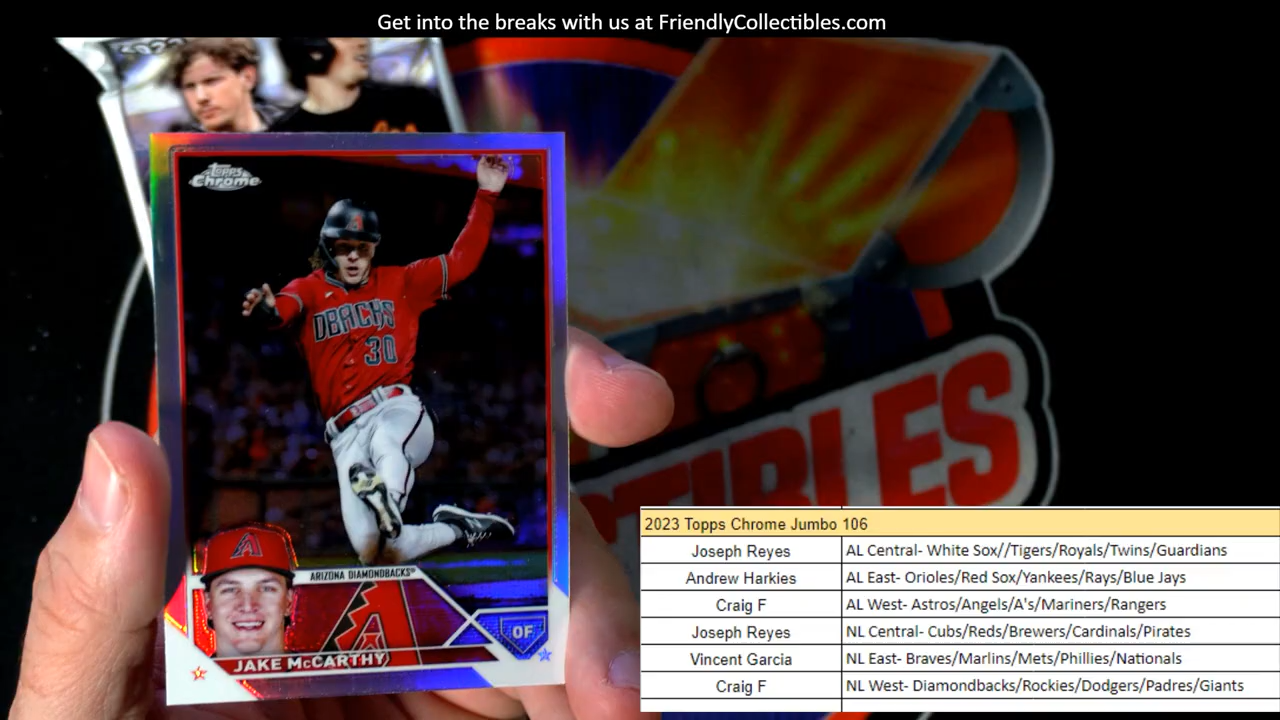 Get into the breaks with us at FriendlyCollectibles.com
Topps
Chrome
A
DBACKS
30
ARIZONA DIAMONDBACKS®
OF
JAKE McCARTHY
2023 Topps Chrome Jumbo 106
Joseph Reyes AL Central- White Sox//Tigers/Royals/Twins/Guardians
Andrew Harkies AL East- Orioles/Red Sox/Yankees/Rays/Blue Jays
Craig F AL West- Astros/Angels/A's/Mariners/Rangers
Joseph Reyes NL Central- Cubs/Reds/Brewers/Cardinals/Pirates
Vincent Garcia NL East- Braves/Marlins/Mets/Phillies/Nationals
Craig F NL West- Diamondbacks/Rockies/Dodgers/Padres/Giants